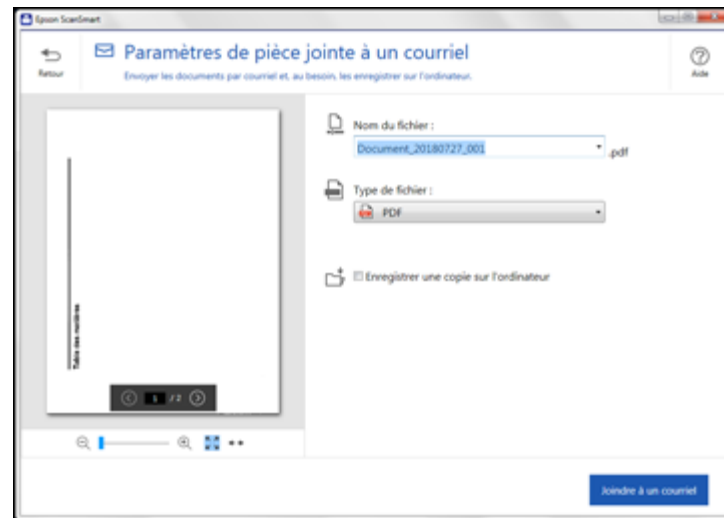 Epson ScanSmart
Retour
Paramètres de pièce jointe à un courriel
Envoyer les documents par courriel et, au besoin, les enregistrer sur l'ordinateur.
Aide
Nom du fichier :
Document_20180727_001
.pdf
Type de fichier :
PDF
Enregistrer une copie sur l'ordinateur
Table des matières
1 / 2
Joindre à un courriel